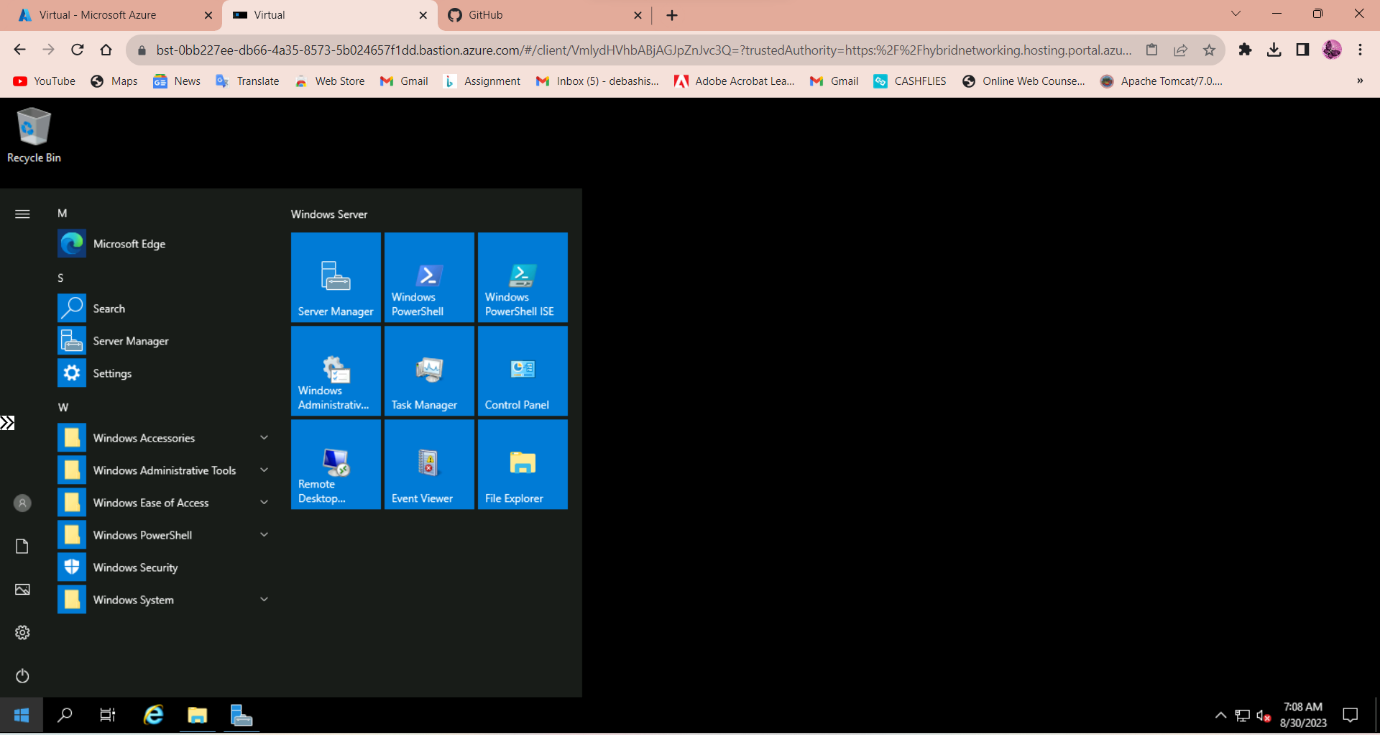 Virtual - Microsoft Azure
Virtual
GitHub
bst-0bb227ee-db66-4a35-8573-5b024657f1dd.bastion.azure.com/#/client/VmlydHVhbABjAGJpZnJvc3Q=?trustedAuthority=https:%2F%2Fhybridnetworking.hosting.portal.azu...
YouTube
Maps
News
Translate
Web Store
Gmail
Assignment
Inbox (5) - debashis...
Adobe Acrobat Lea...
Gmail
CASHFLIES
Online Web Counse...
Apache Tomcat/7.0....
»
Recycle Bin
M
Microsoft Edge
S
Search
Server Manager
Settings
W
Windows Accessories
Windows Administrative Tools
Windows Ease of Access
Windows PowerShell
Windows Security
Windows System
Windows Server
Server Manager
Windows
PowerShell
Windows
PowerShell ISE
Windows
Administrativ...
Task Manager
Control Panel
Remote
Desktop...
Event Viewer
File Explorer
7:08 AM
8/30/2023